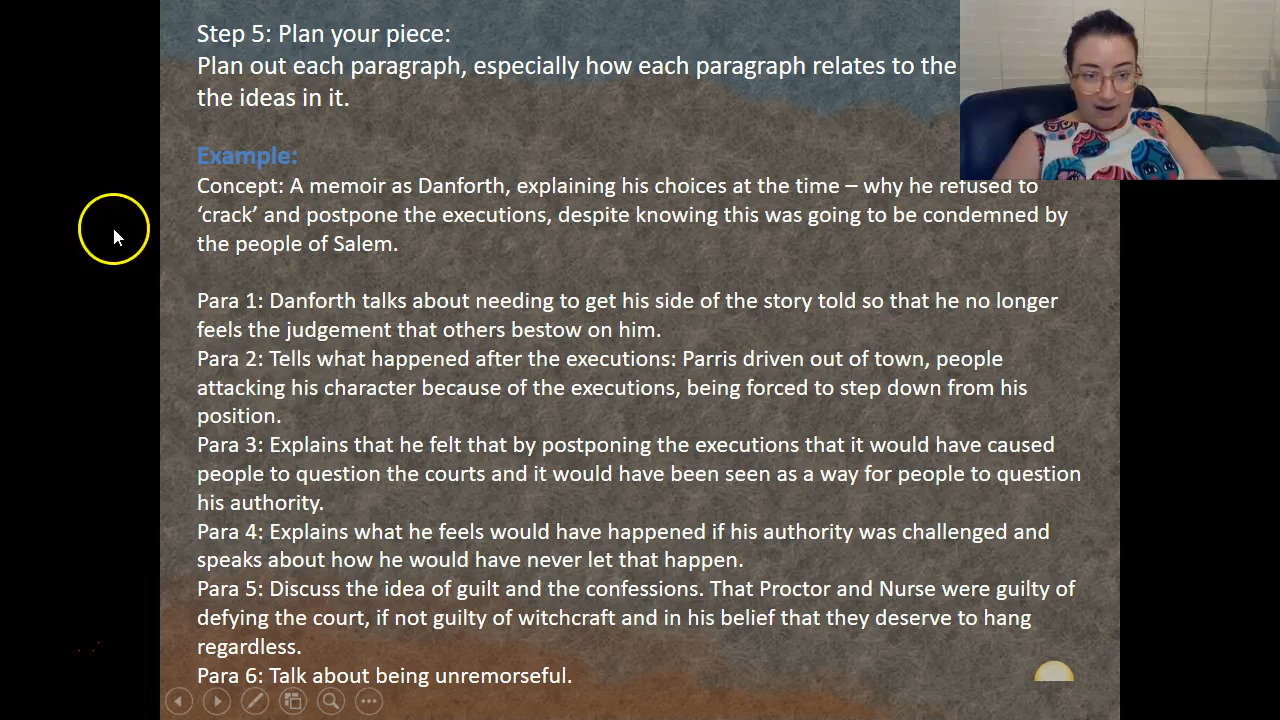 Step 5: Plan your piece:
Plan out each paragraph, especially how each paragraph relates to the
the ideas in it.
Example:
Concept: A memoir as Danforth, explaining his choices at the time – why he refused to
‘crack’ and postpone the executions, despite knowing this was going to be condemned by
the people of Salem.
Para 1: Danforth talks about needing to get his side of the story told so that he no longer
feels the judgement that others bestow on him.
Para 2: Tells what happened after the executions: Parris driven out of town, people
attacking his character because of the executions, being forced to step down from his
position.
Para 3: Explains that he felt that by postponing the executions that it would have caused
people to question the courts and it would have been seen as a way for people to question
his authority.
Para 4: Explains what he feels would have happened if his authority was challenged and
speaks about how he would have never let that happen.
Para 5: Discuss the idea of guilt and the confessions. That Proctor and Nurse were guilty of
defying the court, if not guilty of witchcraft and in his belief that they deserve to hang
regardless.
Para 6: Talk about being unremorseful.